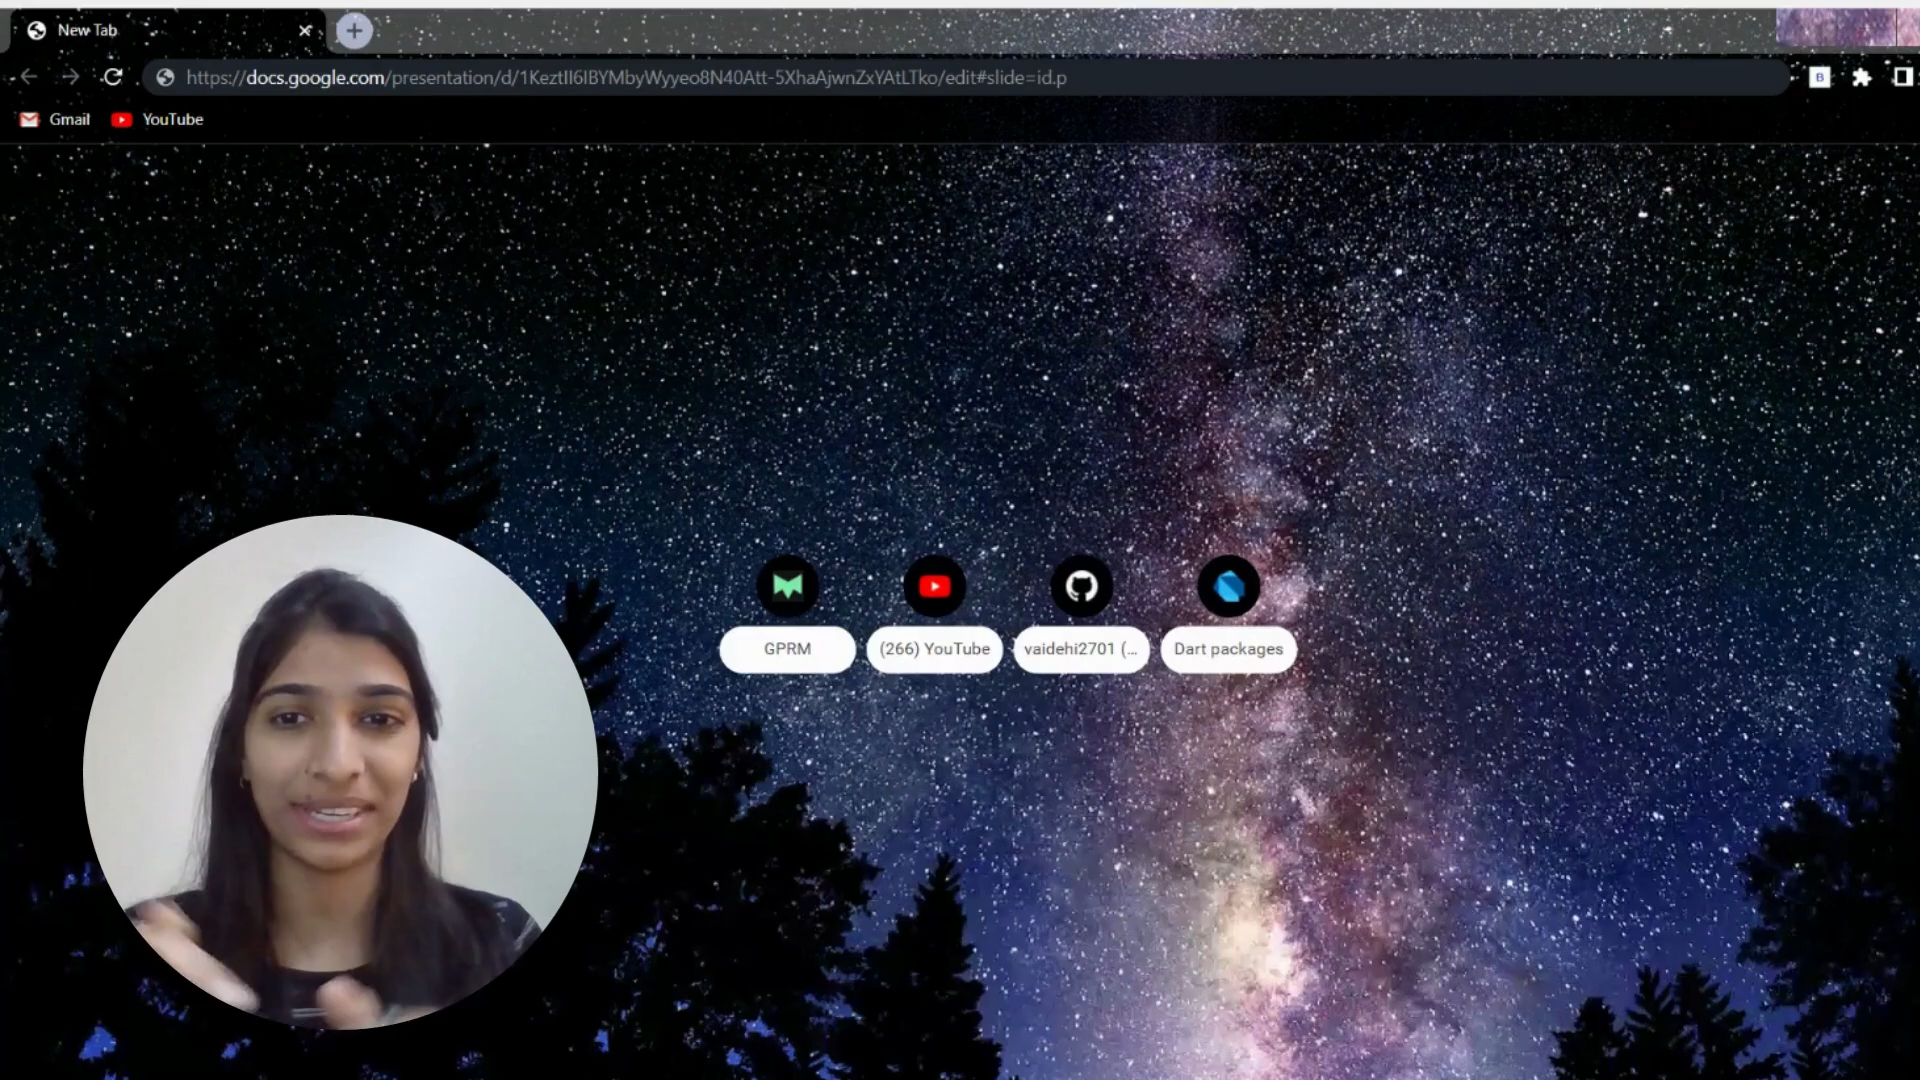 New Tab
https://docs.google.com/presentation/d/1KeztII6IBYMbyWyyeo8N40Att-5XhaAjwnZxYAtLTko/edit#slide=id.p
B
Gmail YouTube
GPRM (266) YouTube vaidehi2701 (... Dart packages